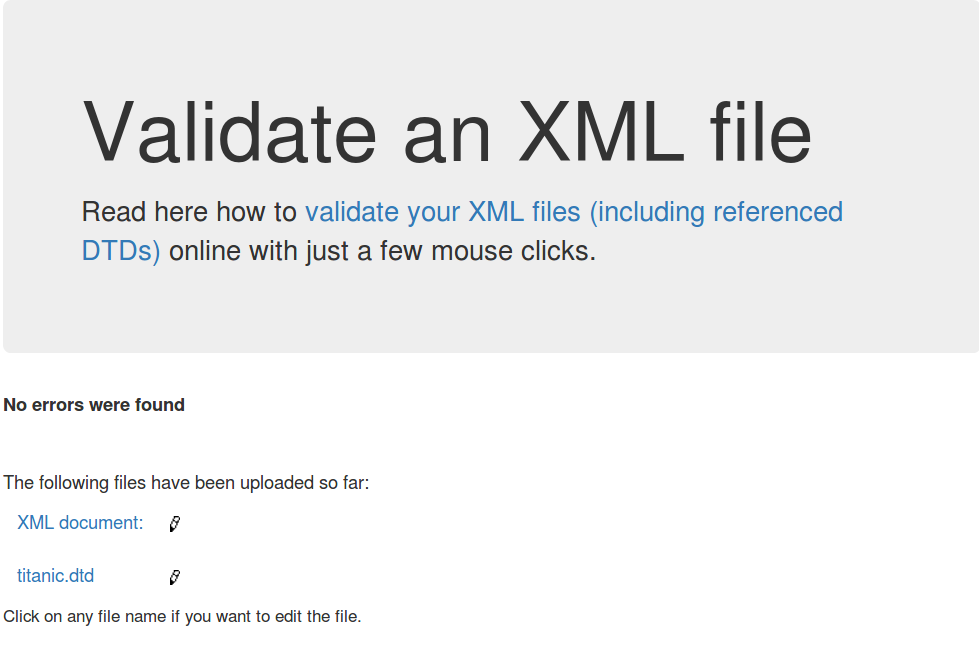 Validate an XML file
Read here how to validate your XML files (including referenced
DTDs) online with just a few mouse clicks.
No errors were found
The following files have been uploaded so far:
XML document:
titanic.dtd
Click on any file name if you want to edit the file.